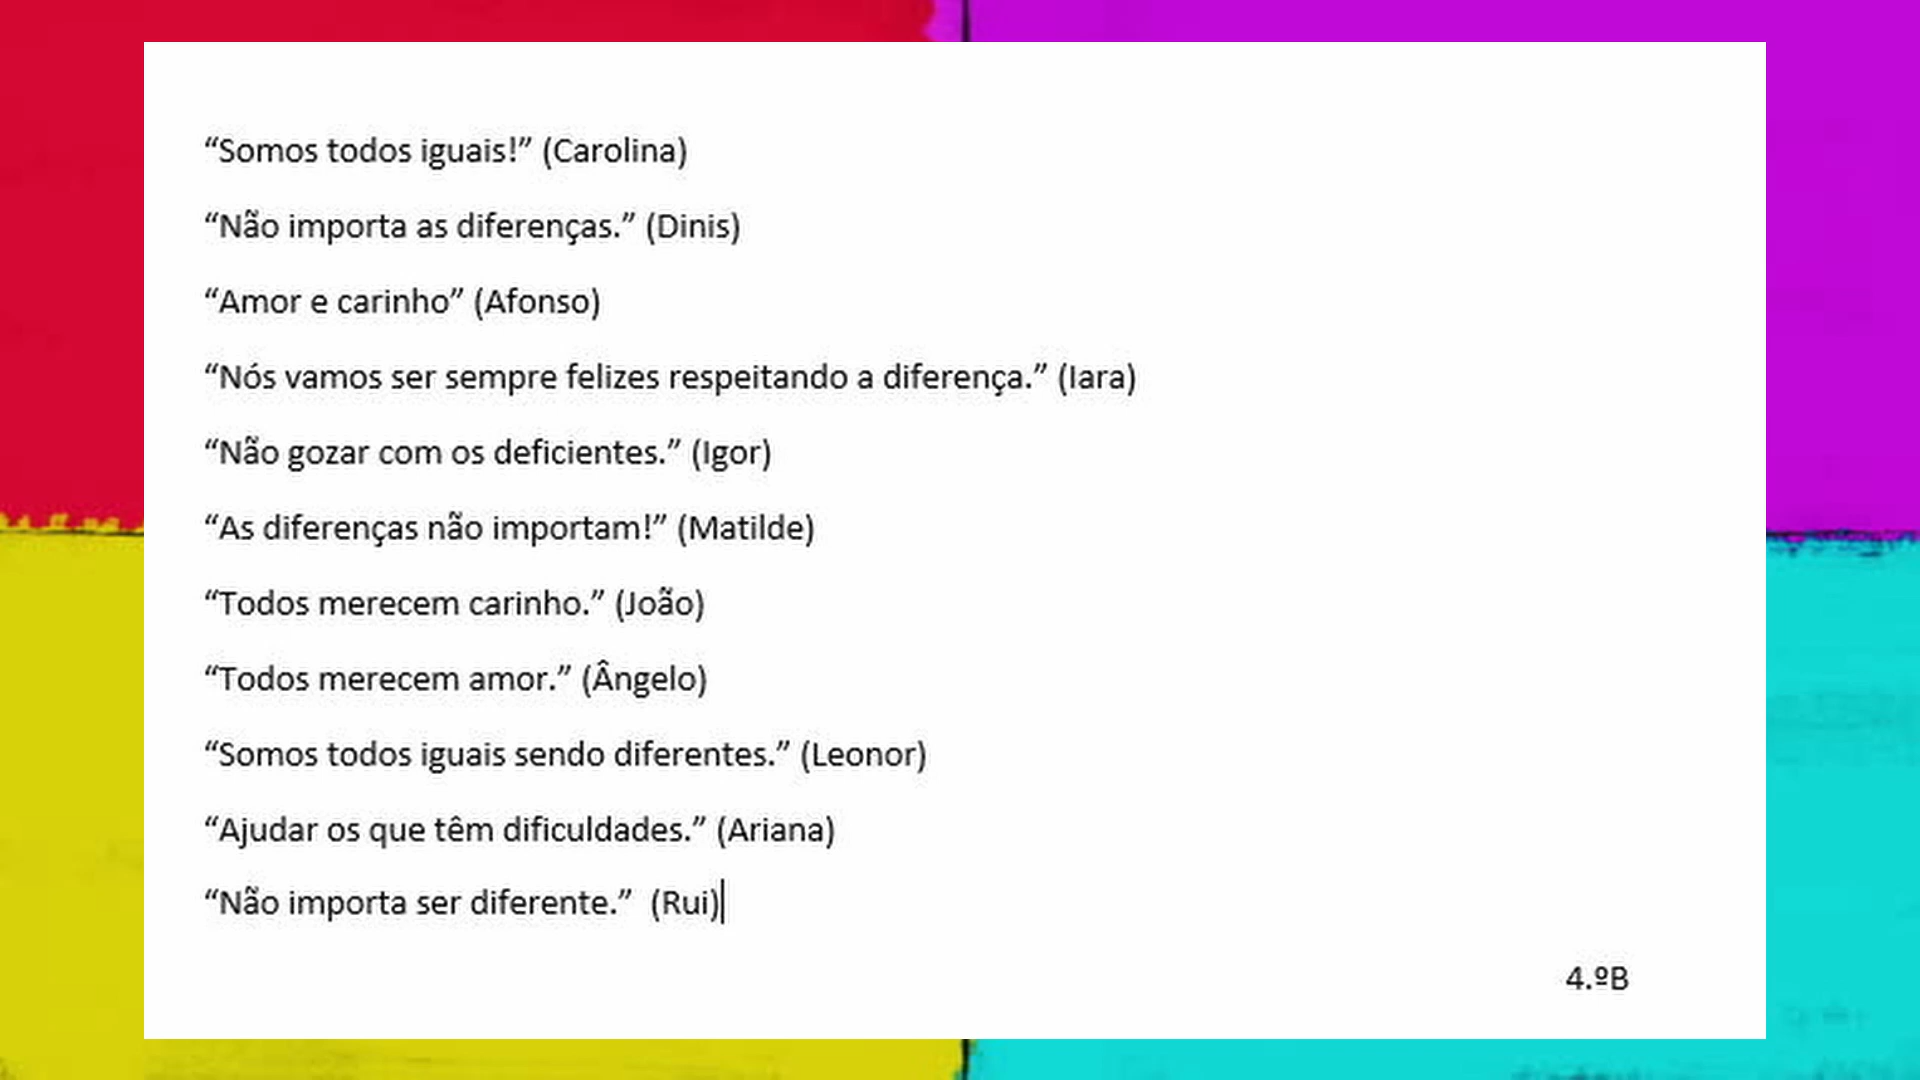 “Somos todos iguais!” (Carolina)
“Não importa as diferenças.” (Dinis)
“Amor e carinho” (Afonso)
“Nós vamos ser sempre felizes respeitando a diferença.” (Iara)
“Não gozar com os deficientes.” (Igor)
“As diferenças não importam!” (Matilde)
“Todos merecem carinho.” (João)
“Todos merecem amor.” (Ângelo)
“Somos todos iguais sendo diferentes.” (Leonor)
“Ajudar os que têm dificuldades.” (Ariana)
“Não importa ser diferente.”  (Rui)
4.ºB